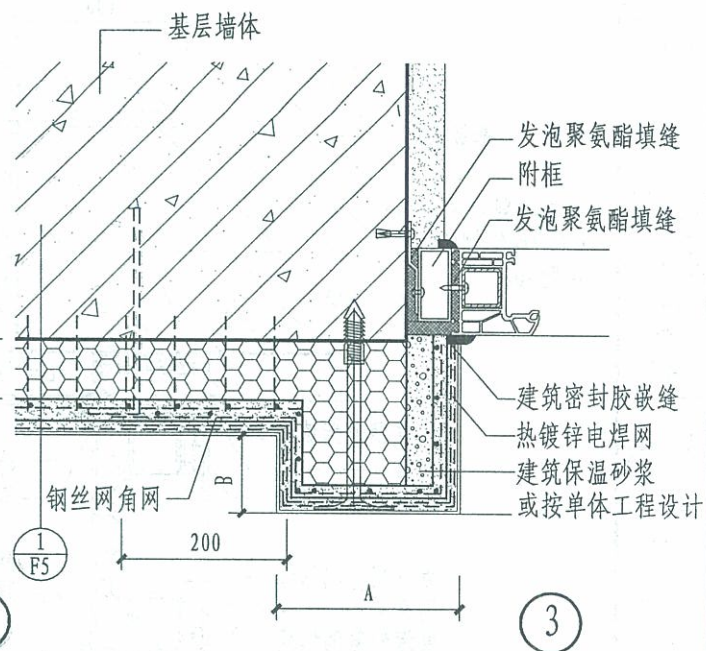 基层墙体
发泡聚氨酯填缝
附框
发泡聚氨酯填缝
建筑密封胶嵌缝
热镀锌电焊网
建筑保温砂浆
或按单体工程设计
钢丝网角网
B
1
F5
200
A
3